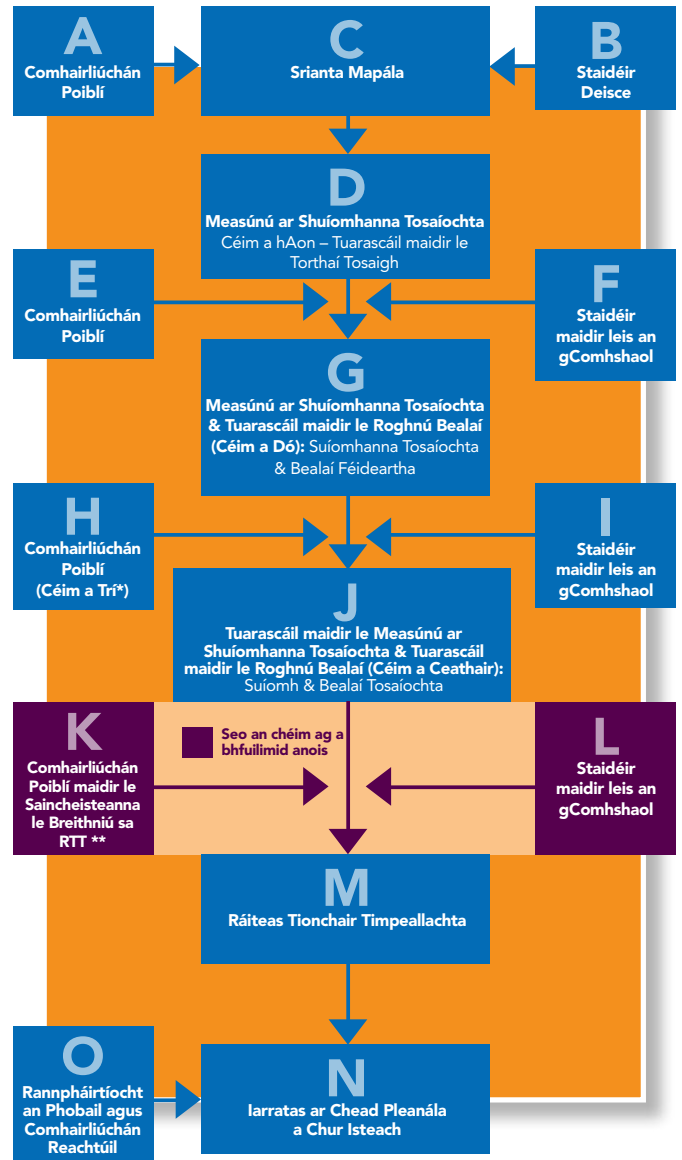 A
Comhairliúchán
Poiblí
C
Srianta Mapála
B
Staidéir
Deisce
D
Measúnú ar Shuíomhanna Tosaíochta
Céim a hAon – Tuarascáil maidir le
Torthaí Tosaigh
E
Comhairliúchán
Poiblí
F
Staidéir
maidir leis an
gComhshaol
G
Measúnú ar Shuíomhanna Tosaíochta
& Tuarascáil maidir le Roghnú Bealaí
(Céim a Dó): Suíomhanna Tosaíochta
& Bealaí Féideartha
H
Comhairliúchán
Poiblí
(Céim a Trí*)
I
Staidéir
maidir leis an
gComhshaol
J
Tuarascáil maidir le Measúnú ar
Shuíomhanna Tosaíochta & Tuarascáil
maidir le Roghnú Bealaí (Céim a Ceathair):
Suíomh & Bealaí Tosaíochta
K
Comhairliúchán
Poiblí maidir le
Saincheisteanna
le Breithniú sa
RTT **
Seo an chéim ag a
bhfuilimid anois
L
Staidéir
maidir leis an
gComhshaol
M
Ráiteas Tionchair Timpeallachta
O
Rannpháirtíocht
an Phobail agus
Comhairliúchán
Reachtúil
N
Iarratas ar Chead Pleanála
a Chur Isteach